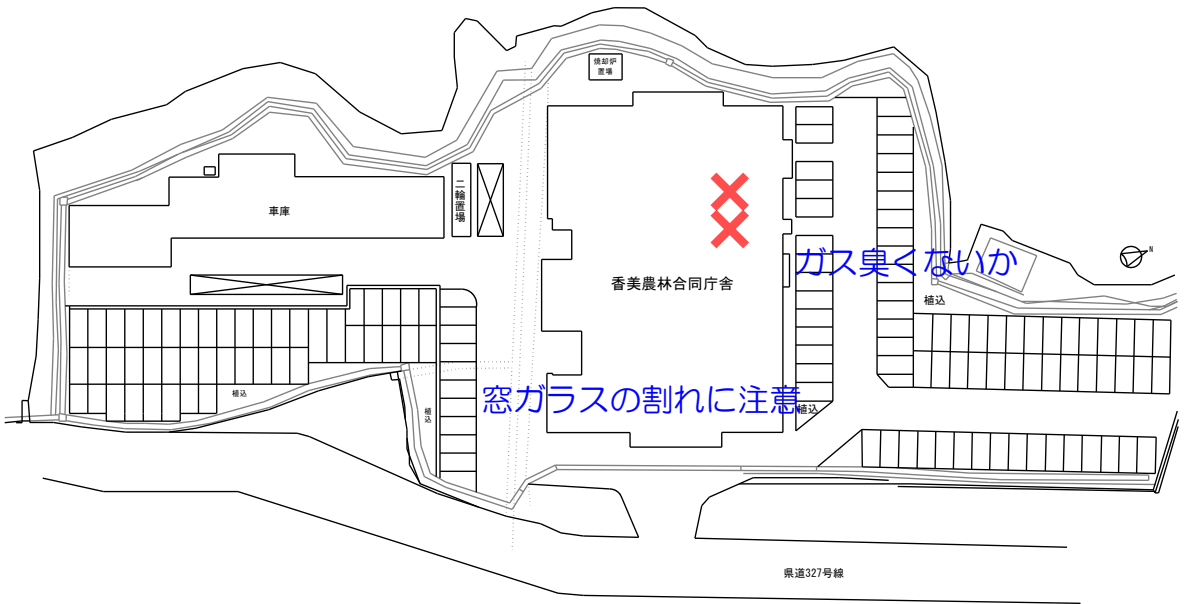 焼却炉
置場
二輪置場
車庫
N
ガス臭くないか
香美農林合同庁舎
植込
植込
窓ガラスの割れに注意
植込
植込
県道327号線